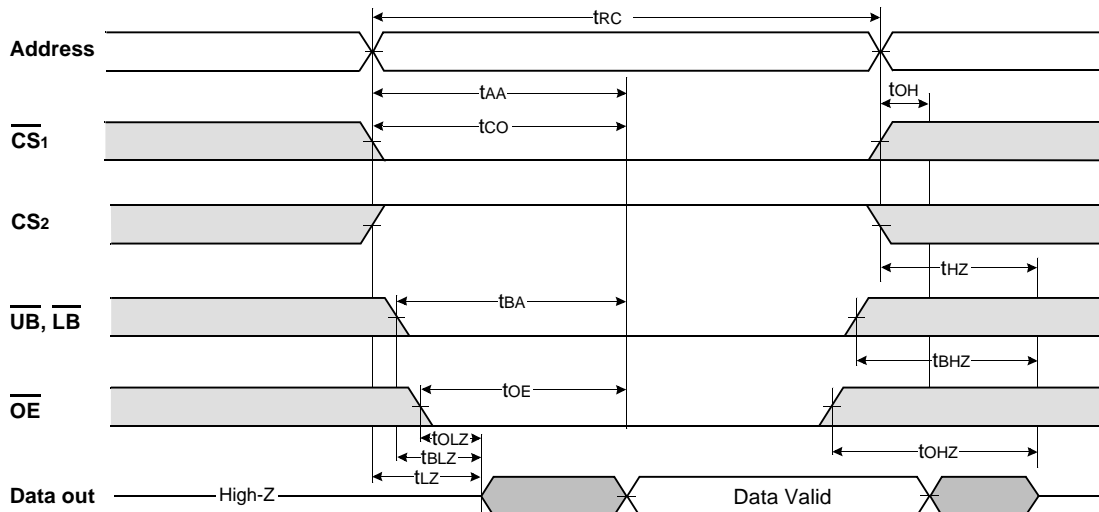 tRC
Address
tAA
tOH
tCO
CS1
CS2
tHZ
tBA
UB, LB
tBHZ
tOE
OE
tOLZ
tBLZ
tOHZ
tLZ
Data out
High-Z
Data Valid